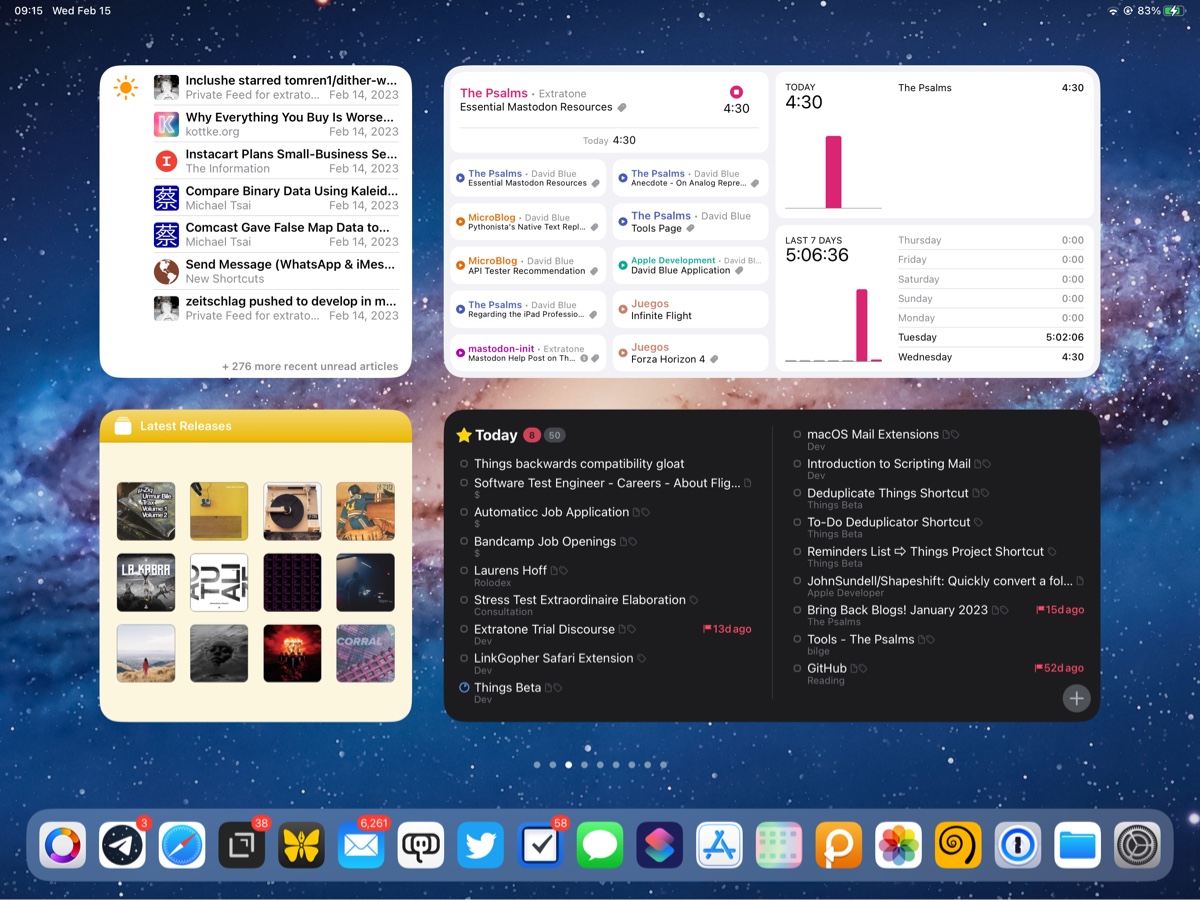 09:15 Wed Feb 15
83%
Inclushe starred tomren1/dither-w...
Private Feed for extrato... Feb 14, 2023
Why Everything You Buy Is Worse...
kottke.org Feb 14, 2023
Instacart Plans Small-Business Se...
The Information Feb 14, 2023
Compare Binary Data Using Kaleid...
Michael Tsai Feb 14, 2023
Comcast Gave False Map Data to...
Michael Tsai Feb 14, 2023
Send Message (WhatsApp & iMes...
New Shortcuts
zeitschlag pushed to develop in m...
Private Feed for extrato... Feb 14, 2023
+ 276 more recent unread articles
K
I
蔡
蔡
The Psalms • Extratone
Essential Mastodon Resources
4:30
Today 4:30
The Psalms • David Blue
Essential Mastodon Resources
The Psalms • David Blue
Anecdote - On Analog Repre...
MicroBlog • David Blue
Pythonista's Native Text Repl...
The Psalms • David Blue
Tools Page
MicroBlog • David Blue
API Tester Recommendation
Apple Development • David Bl...
David Blue Application
The Psalms • David Blue
Regarding the iPad Professio...
Juegos
Infinite Flight
mastodon-init • Extratone
Mastodon Help Post on Th...
Juegos
Forza Horizon 4
TODAY
4:30
The Psalms 4:30
LAST 7 DAYS
5:06:36
Thursday 0:00
Friday 0:00
Saturday 0:00
Sunday 0:00
Monday 0:00
Tuesday 5:02:06
Wednesday 4:30
Latest Releases
Urmur Bile
Trax
Volume 1
Volume 2
LA KABRA
TU
ALI
CORRAL
Today 8 50
Things backwards compatibility gloat
Software Test Engineer - Careers - About Flig...
$
Automaticc Job Application
$
Bandcamp Job Openings
$
Laurens Hoff
Rolodex
Stress Test Extraordinaire Elaboration
Consultation
Extratone Trial Discourse 13d ago
Dev
LinkGopher Safari Extension
Dev
Things Beta
Dev
macOS Mail Extensions
Dev
Introduction to Scripting Mail
Dev
Deduplicate Things Shortcut
Things Beta
To-Do Deduplicator Shortcut
Things Beta
Reminders List ⇨ Things Project Shortcut
Things Beta
JohnSundell/Shapeshift: Quickly convert a fol...
Apple Developer
Bring Back Blogs! January 2023 15d ago
The Psalms
Tools - The Psalms
bilge
GitHub 52d ago
Reading
3
38
6,261
58